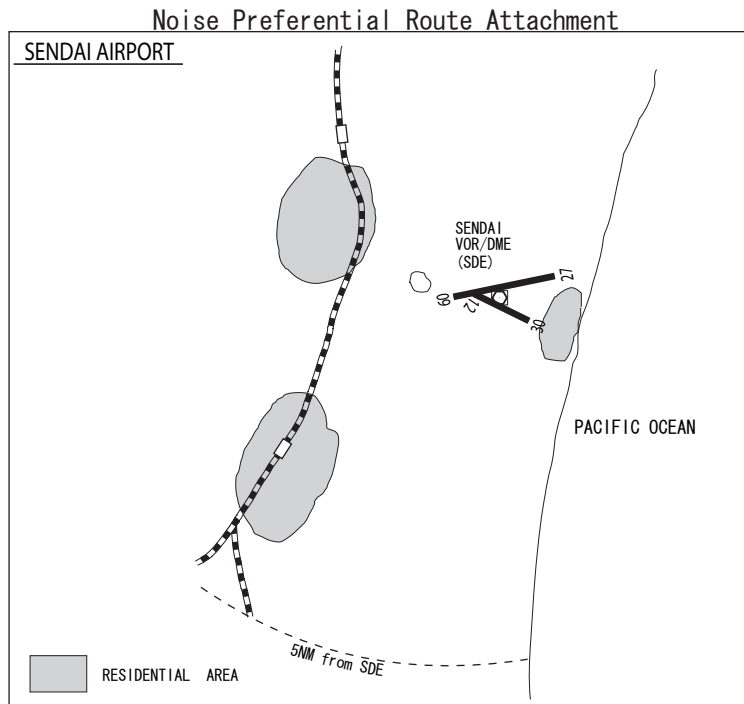 Noise Preferential Route Attachment
SENDAI AIRPORT
SENDAI
VOR/DME
(SDE)
27
09
12
30
PACIFIC OCEAN
5NM from SDE
RESIDENTIAL AREA